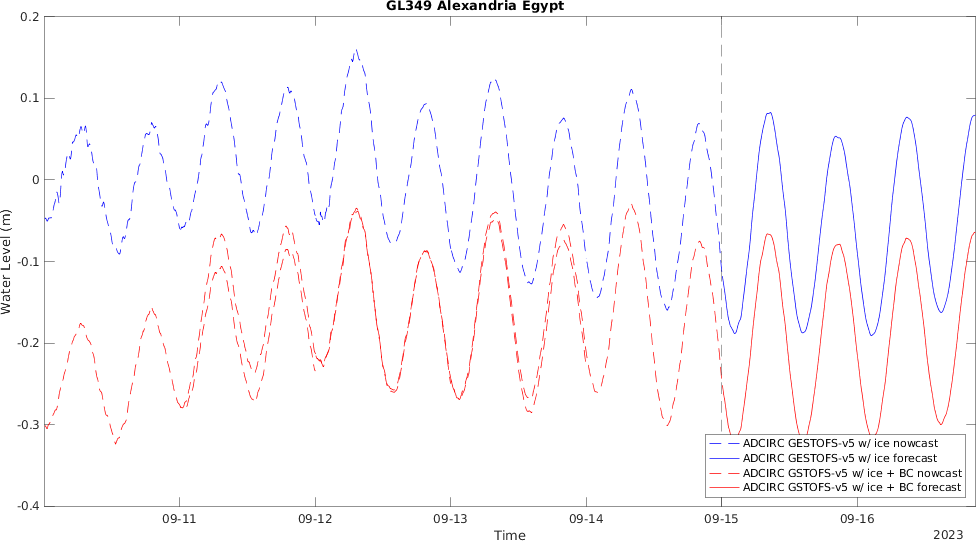 GL349 Alexandria Egypt
0.2
0.1
0
-0.1
-0.2
-0.3
-0.4
Water Level (m)
ADCIRC GESTOFS-v5 w/ ice nowcast
ADCIRC GESTOFS-v5 w/ ice forecast
ADCIRC GSTOFS-v5 w/ ice + BC nowcast
ADCIRC GSTOFS-v5 w/ ice + BC forecast
09-11 09-12 09-13 09-14 09-15 09-16
Time
2023